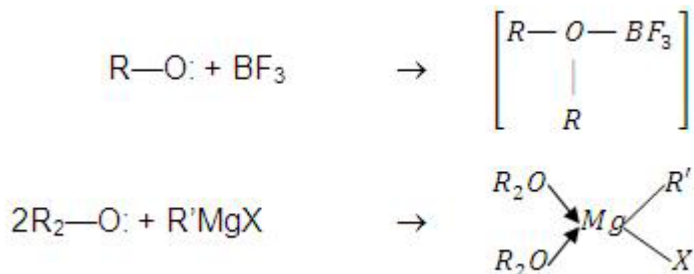 R—O: + BF₃ → [R — O — BF₃
|
R]
2R₂—O: + R'MgX → R₂O R'
Mg
R₂O X